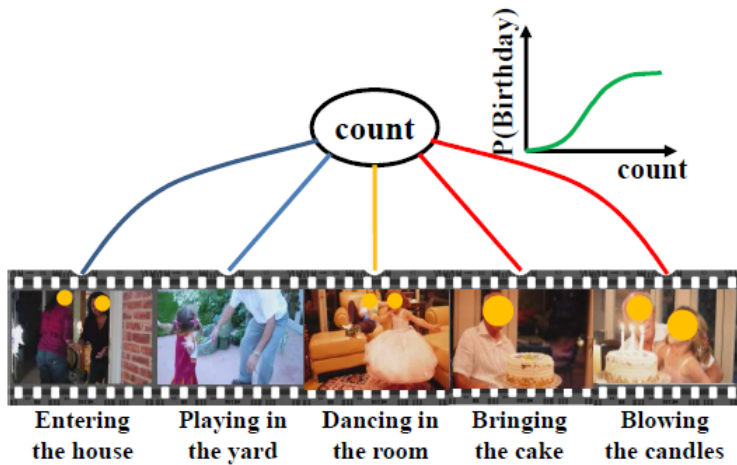 count
P(Birthday)
count
Entering
the house
Playing in
the yard
Dancing in
the room
Bringing
the cake
Blowing
the candles